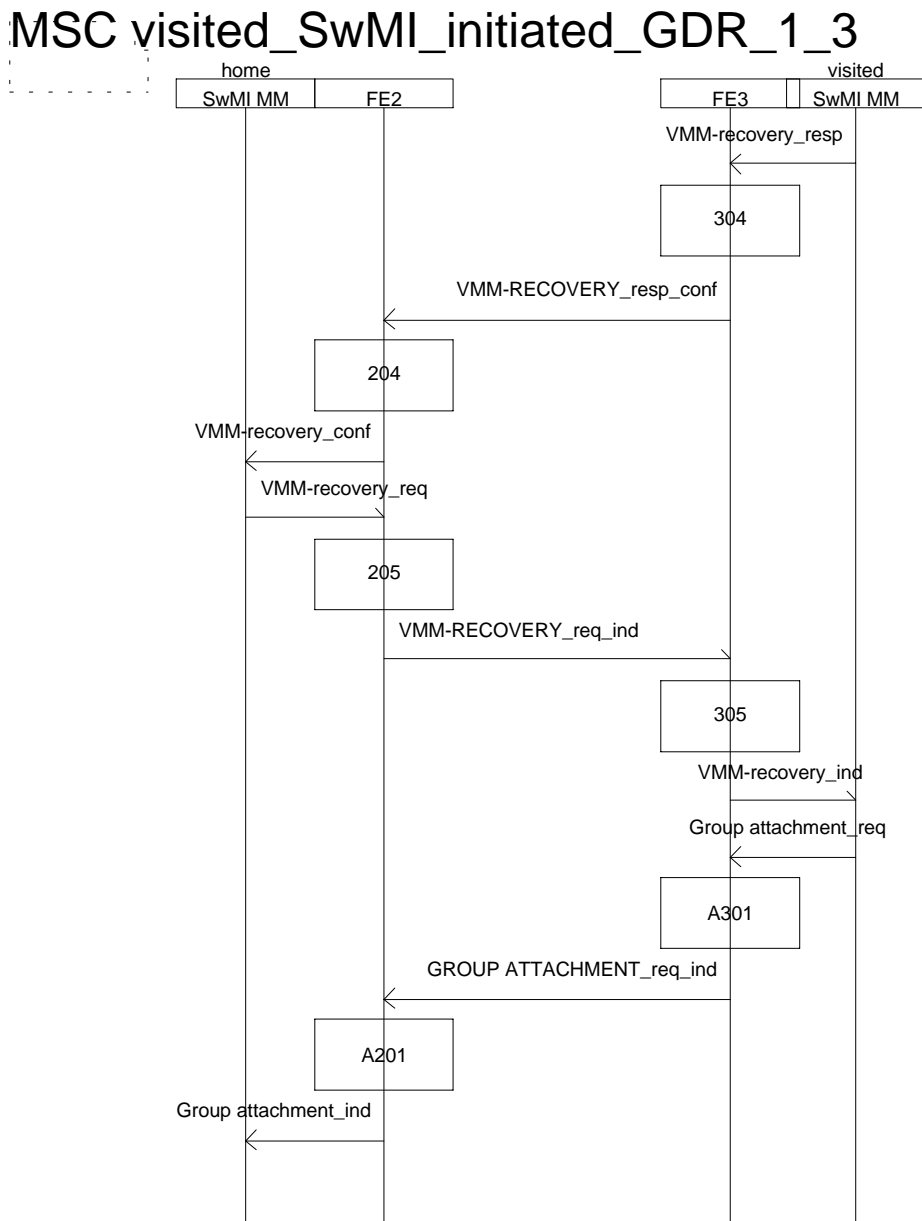 MSC visited_SwMI_initiated_GDR_1_3
home visited
SwMI MM FE2 FE3 SwMI MM
VMM-recovery_resp
304
VMM-RECOVERY_resp_conf
204
VMM-recovery_conf
VMM-recovery_req
205
VMM-RECOVERY_req_ind
305
VMM-recovery_ind
Group attachment_req
A301
GROUP ATTACHMENT_req_ind
A201
Group attachment_ind